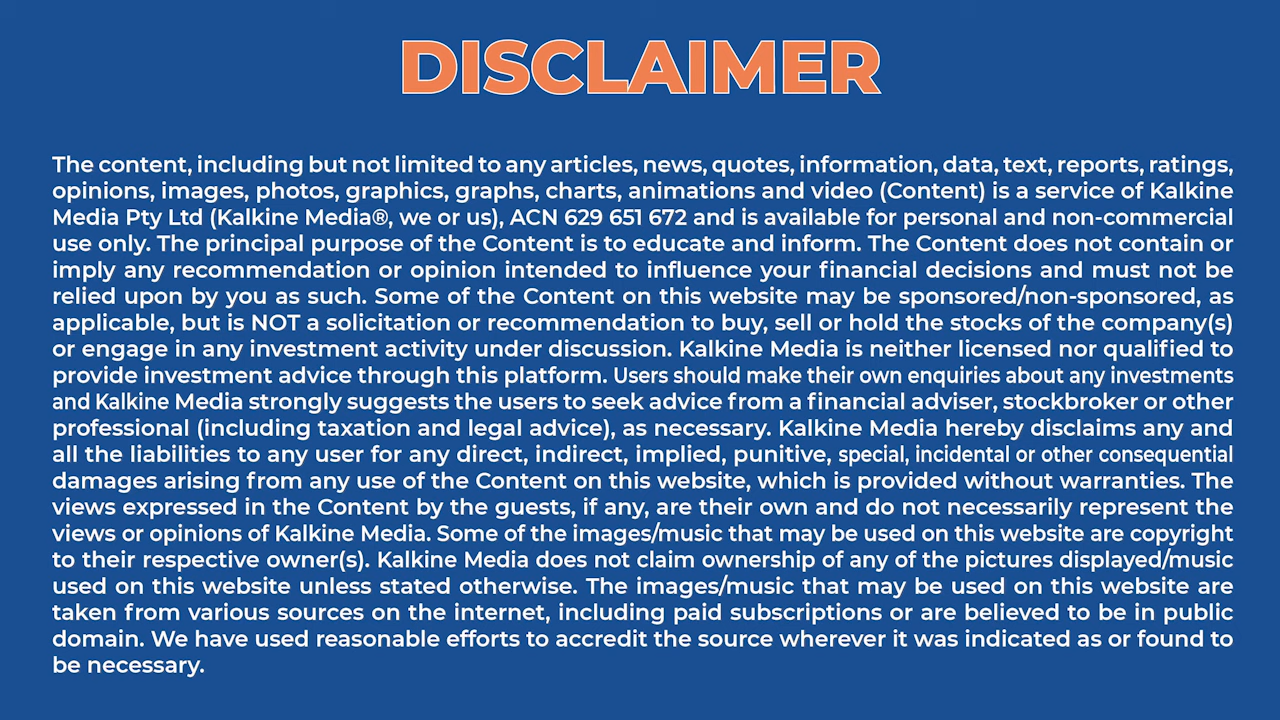 DISCLAIMER
The content, including but not limited to any articles, news, quotes, information, data, text, reports, ratings,
opinions, images, photos, graphics, graphs, charts, animations and video (Content) is a service of Kalkine
Media Pty Ltd (Kalkine Media®, we or us), ACN 629 651 672 and is available for personal and non-commercial
use only. The principal purpose of the Content is to educate and inform. The Content does not contain or
imply any recommendation or opinion intended to influence your financial decisions and must not be
relied upon by you as such. Some of the Content on this website may be sponsored/non-sponsored, as
applicable, but is NOT a solicitation or recommendation to buy, sell or hold the stocks of the company(s)
or engage in any investment activity under discussion. Kalkine Media is neither licensed nor qualified to
provide investment advice through this platform. Users should make their own enquiries about any investments
and Kalkine Media strongly suggests the users to seek advice from a financial adviser, stockbroker or other
professional (including taxation and legal advice), as necessary. Kalkine Media hereby disclaims any and
all the liabilities to any user for any direct, indirect, implied, punitive, special, incidental or other consequential
damages arising from any use of the Content on this website, which is provided without warranties. The
views expressed in the Content by the guests, if any, are their own and do not necessarily represent the
views or opinions of Kalkine Media. Some of the images/music that may be used on this website are copyright
to their respective owner(s). Kalkine Media does not claim ownership of any of the pictures displayed/music
used on this website unless stated otherwise. The images/music that may be used on this website are
taken from various sources on the internet, including paid subscriptions or are believed to be in public
domain. We have used reasonable efforts to accredit the source wherever it was indicated as or found to
be necessary.